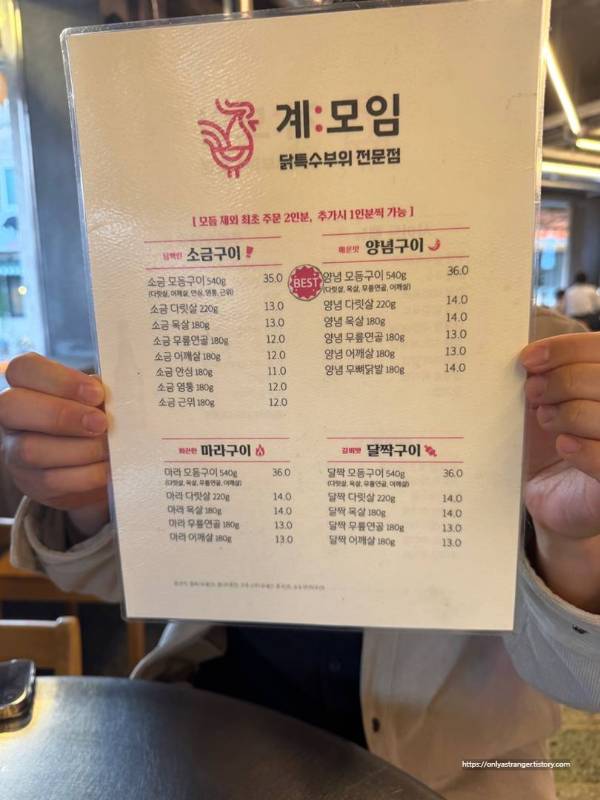 계:모임
닭특수부위 전문점
[ 모듬 제외 최초 주문 2인분, 추가시 1인분씩 가능 ]
담백한 소금구이
소금 모듬구이 540g 35.0
(다릿살, 어깨살, 안심, 염통, 근위)
소금 다릿살 220g 13.0
소금 목살 180g 13.0
소금 무릎연골 180g 12.0
소금 어깨살 180g 12.0
소금 안심 180g 11.0
소금 염통 180g 12.0
소금 근위 180g 12.0
BEST
매운맛 양념구이
양념 모듬구이 540g 36.0
(다릿살, 목살, 무릎연골, 어깨살)
양념 다릿살 220g 14.0
양념 목살 180g 14.0
양념 무릎연골 180g 13.0
양념 어깨살 180g 13.0
양념 무뼈닭발 180g 14.0
화끈한 마라구이
마라 모듬구이 540g 36.0
(다릿살, 목살, 무릎연골, 어깨살)
마라 다릿살 220g 14.0
마라 목살 180g 14.0
마라 무릎연골 180g 13.0
마라 어깨살 180g 13.0
갈비맛 달짝구이
달짝 모듬구이 540g 36.0
(다릿살, 목살, 무릎연골, 어깨살)
달짝 다릿살 220g 14.0
달짝 목살 180g 14.0
달짝 무릎연골 180g 13.0
달짝 어깨살 180g 13.0
https://onlyastranger.tistory.com